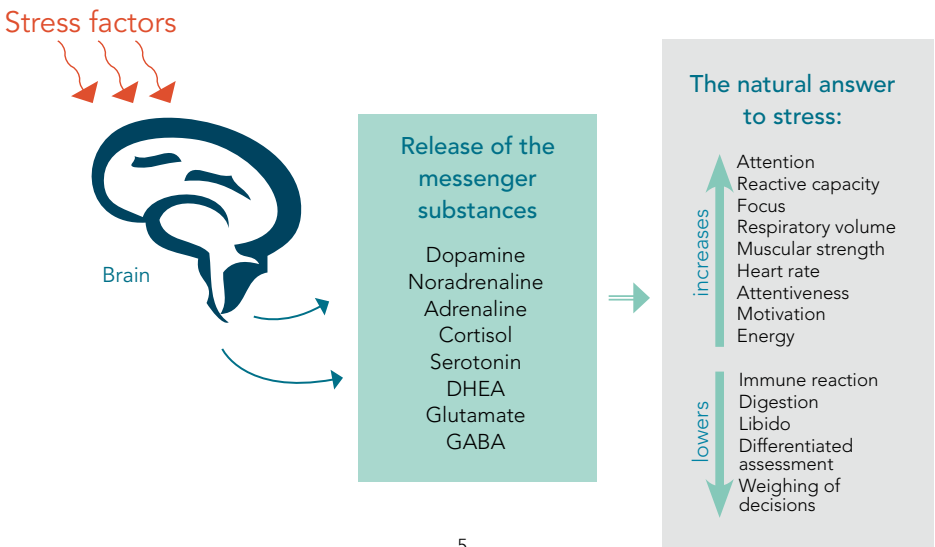 Stress factors
Brain
Release of the
messenger
substances
Dopamine
Noradrenaline
Adrenaline
Cortisol
Serotonin
DHEA
Glutamate
GABA
The natural answer
to stress:
increases
Attention
Reactive capacity
Focus
Respiratory volume
Muscular strength
Heart rate
Attentiveness
Motivation
Energy
lowers
Immune reaction
Digestion
Libido
Differentiated
assessment
Weighing of
decisions
5